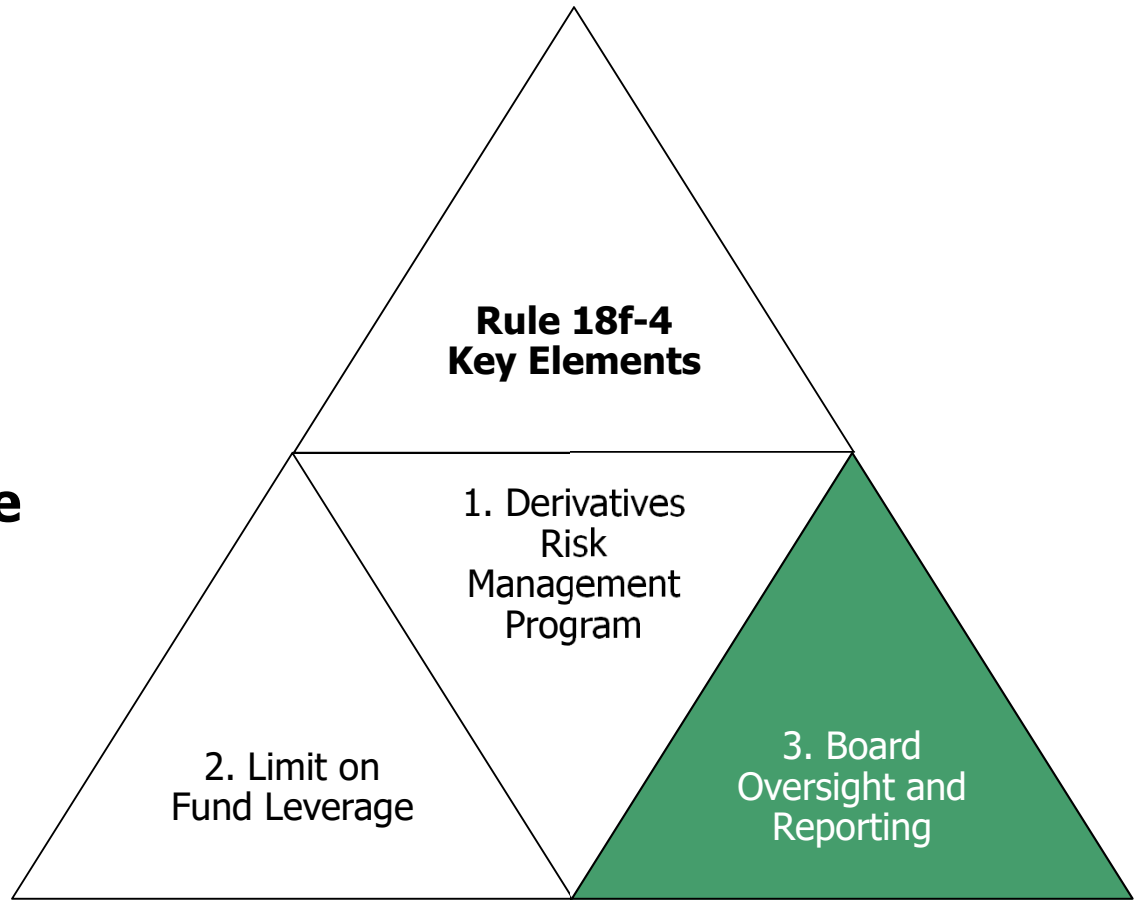 Rule 18f-4
Key Elements
e
1. Derivatives
Risk
Management
Program
2. Limit on
Fund Leverage
3. Board
Oversight and
Reporting